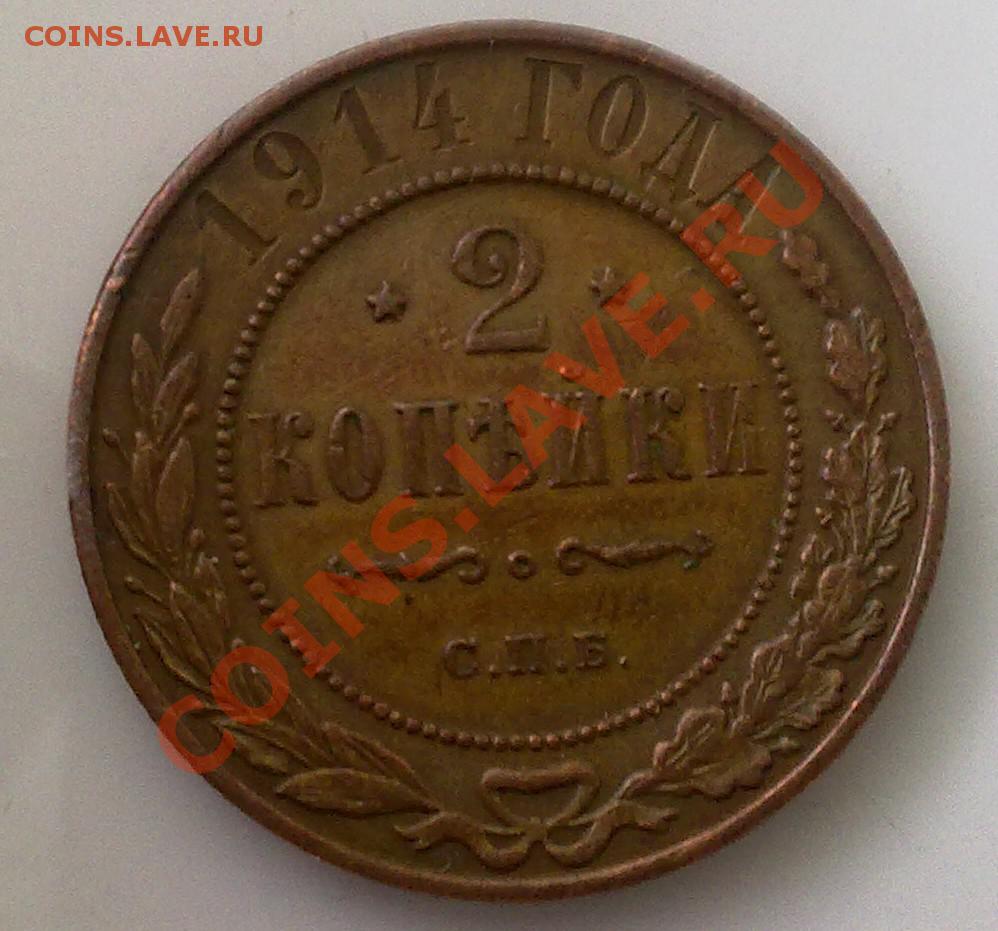 COINS.LAVE.RU
1914 ГОДА
2
КОПѢЙКИ
С.П.Б.
COINS.LAVE.RU